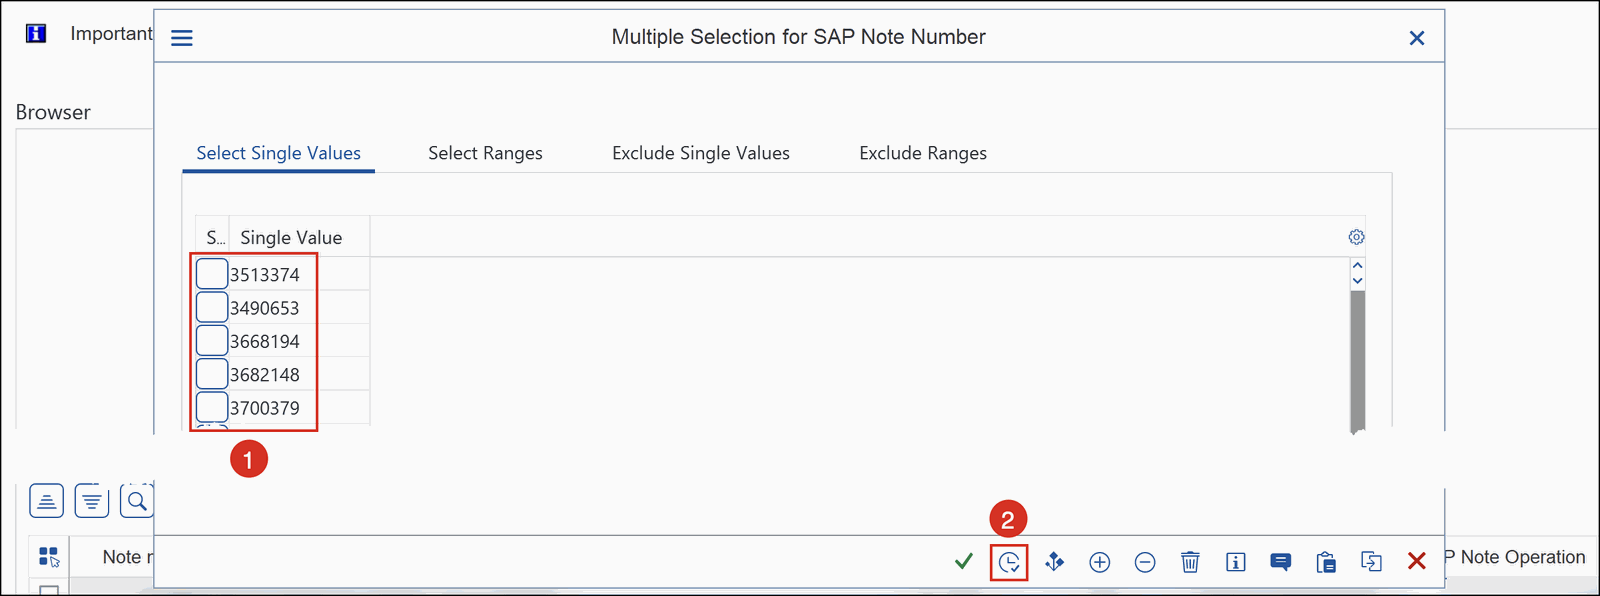 Important
Multiple Selection for SAP Note Number
Browser
Select Single Values
Select Ranges
Exclude Single Values
Exclude Ranges
S...
Single Value
3513374
3490653
3668194
3682148
3700379
1
2
Note r
P Note Operation